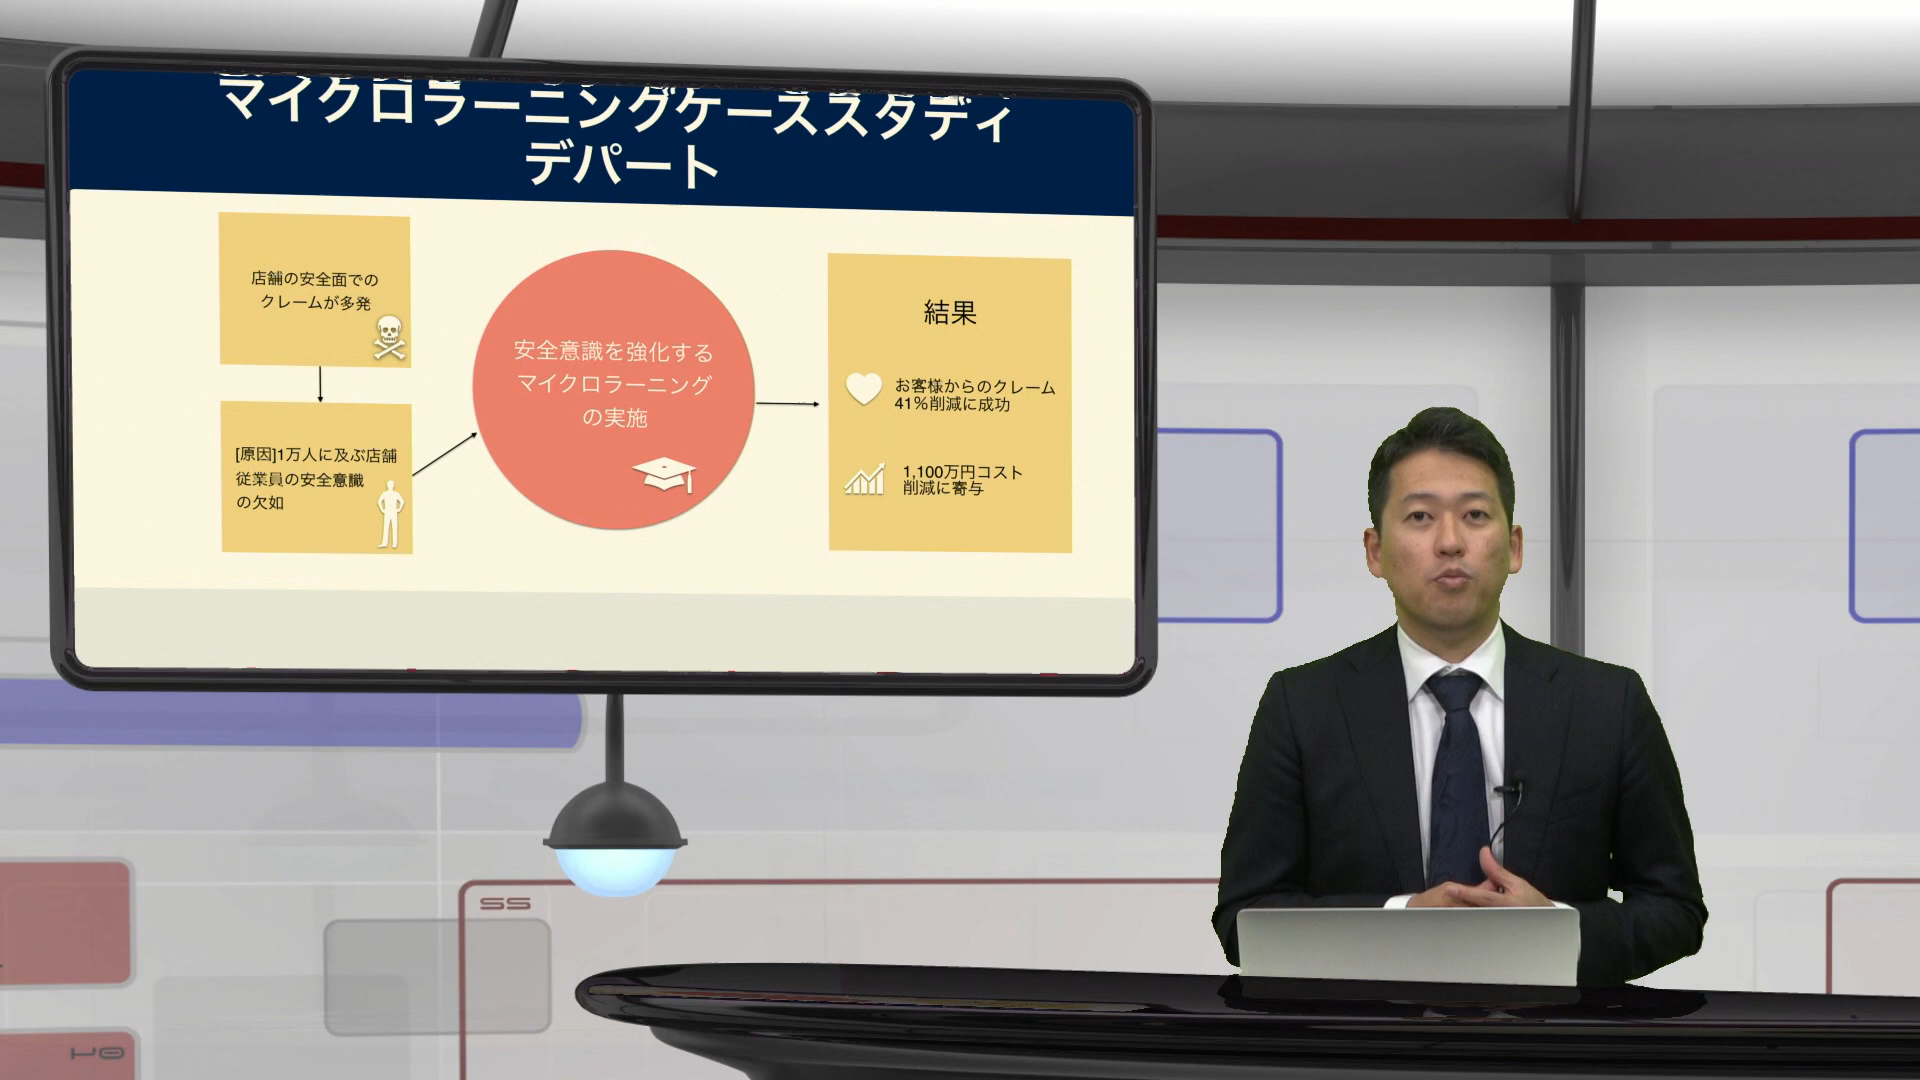 マイクロラーニングケーススタディ
デパート
店舗の安全面での
クレームが多発
[原因]1万人に及ぶ店舗
従業員の安全意識
の欠如
安全意識を強化する
マイクロラーニング
の実施
結果
お客様からのクレーム
41%削減に成功
1,100万円コスト
削減に寄与